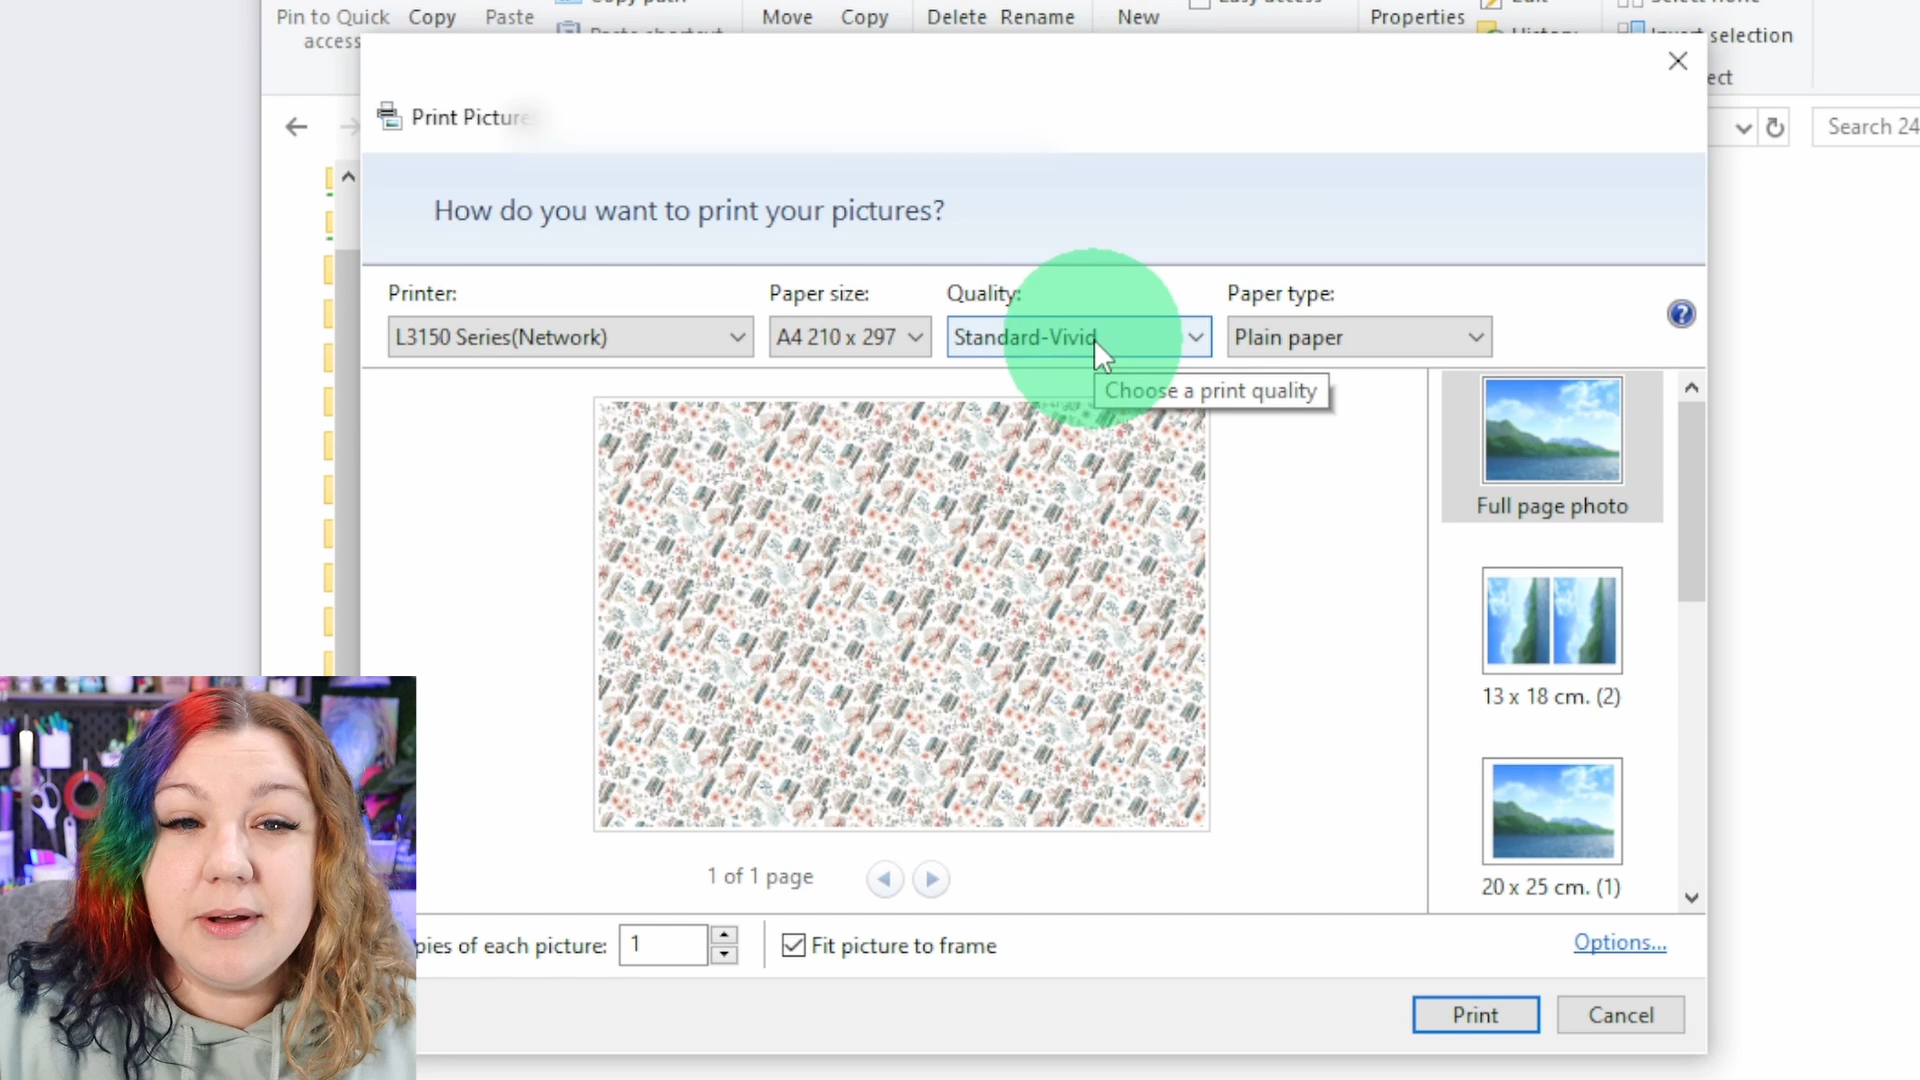 Pin to Quick access
Copy
Paste
Move
Copy
Delete
Rename
New
Properties
selection
Search 24
Print Pictures
How do you want to print your pictures?
Printer:
Paper size:
Quality:
Paper type:
L3150 Series(Network)
A4 210 x 297
Standard-Vivid
Plain paper
Choose a print quality
Full page photo
13 x 18 cm. (2)
20 x 25 cm. (1)
1 of 1 page
pies of each picture:
1
Fit picture to frame
Options...
Print
Cancel